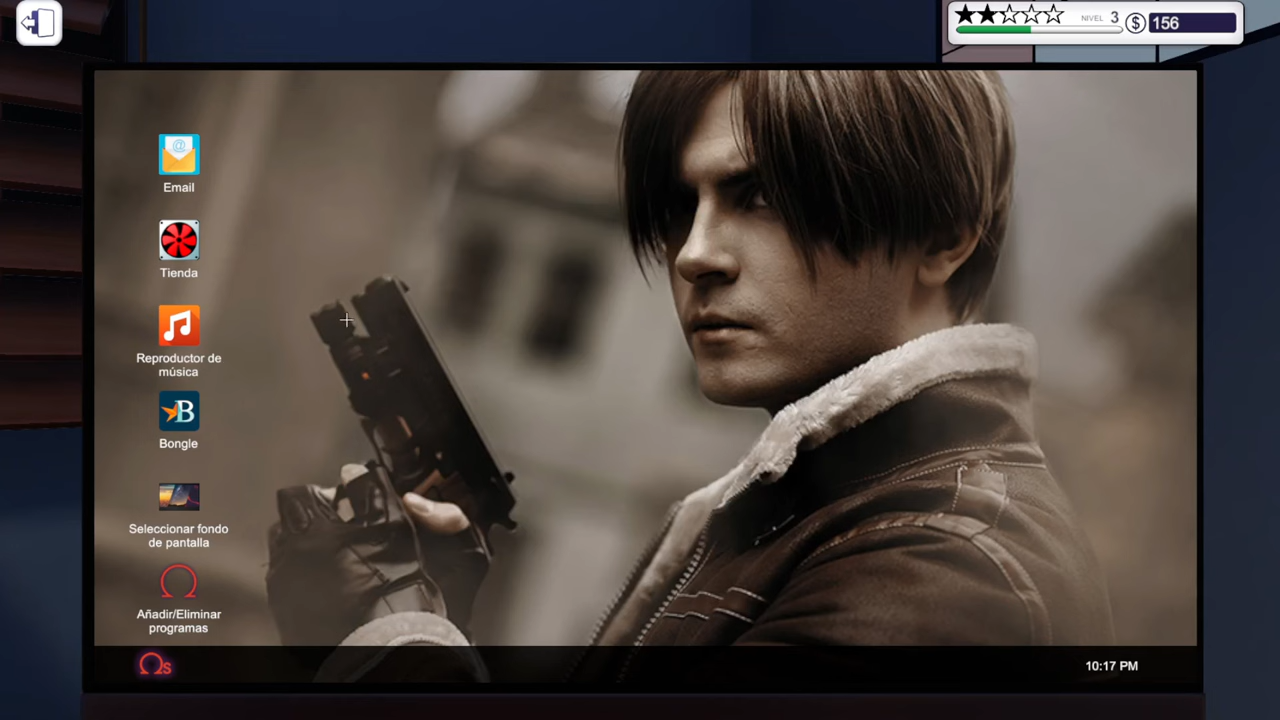 NIVEL 3
$ 156
@
Email
Tienda
Reproductor de
música
B
Bongle
Seleccionar fondo
de pantalla
Añadir/Eliminar
programas
Ωs
10:17 PM